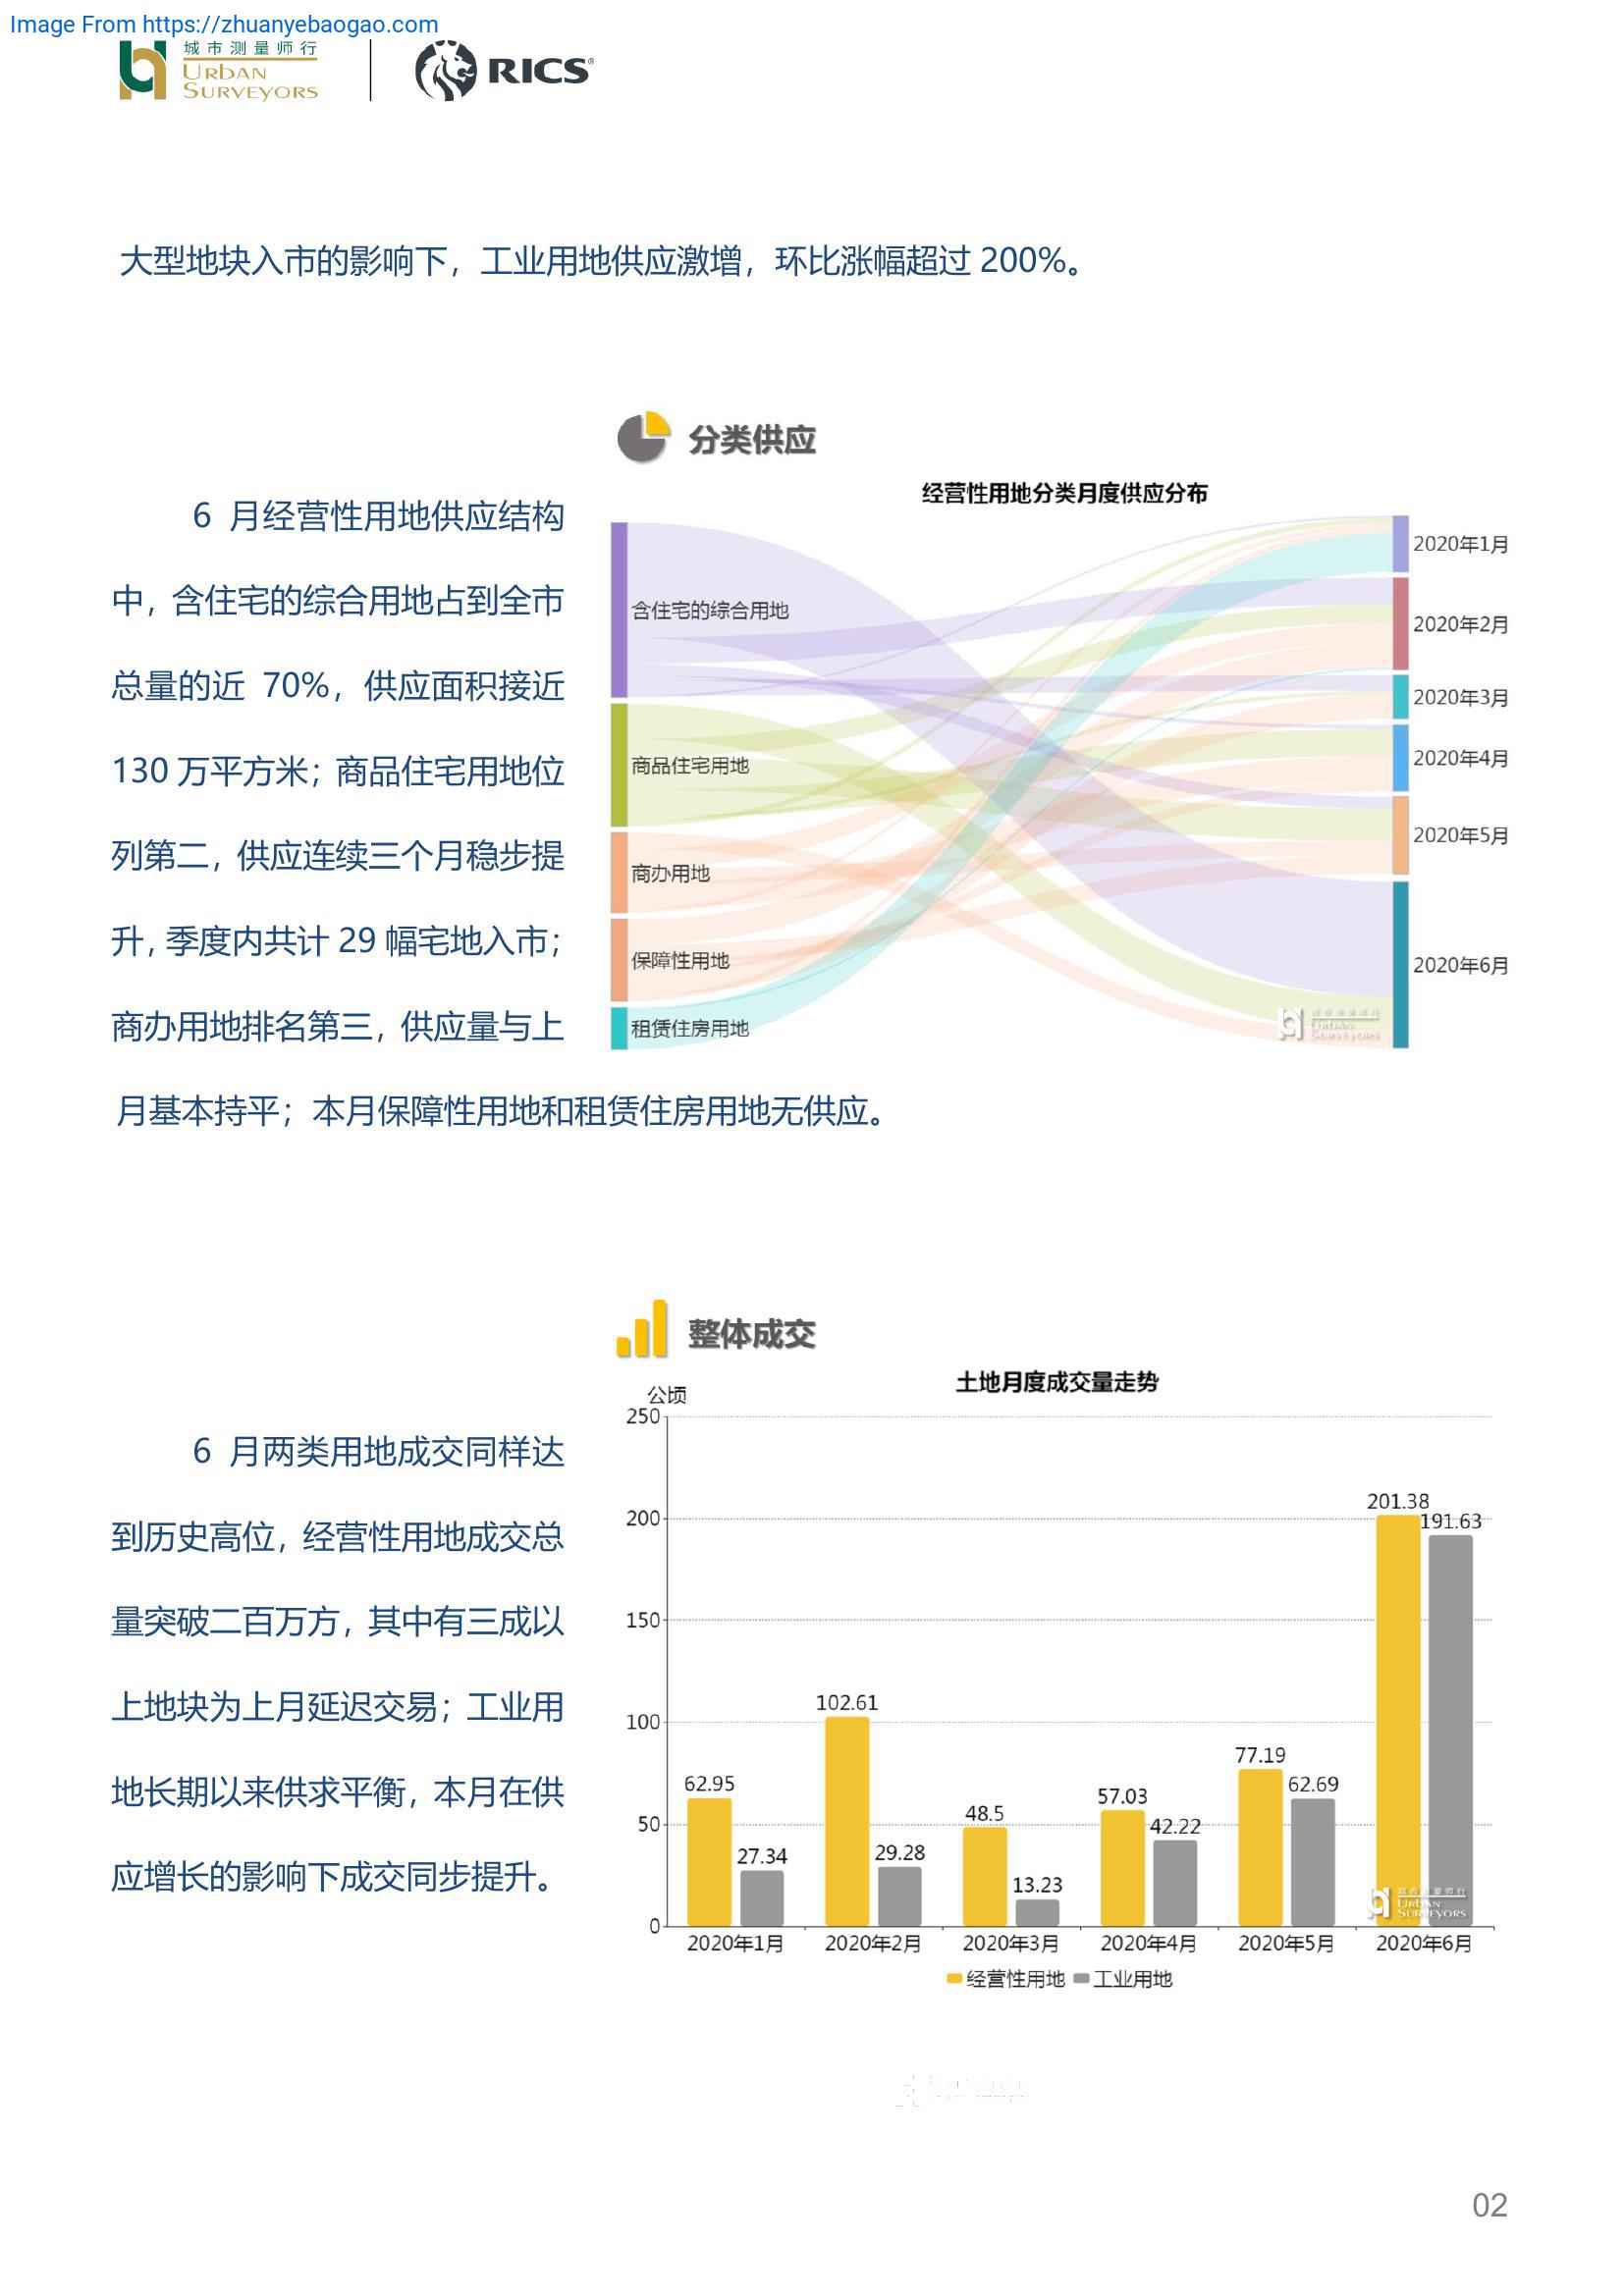 Image From https://zhuanyebaogao.com
城市测量师行
URBAN
SURVEYORS
RICS®
大型地块入市的影响下，工业用地供应激增，环比涨幅超过 200%。
分类供应
经营性用地分类月度供应分布
6 月经营性用地供应结构
中，含住宅的综合用地占到全市
总量的近 70%，供应面积接近
130 万平方米；商品住宅用地位
列第二，供应连续三个月稳步提
升，季度内共计 29 幅宅地入市；
商办用地排名第三，供应量与上
月基本持平；本月保障性用地和租赁住房用地无供应。
含住宅的综合用地
商品住宅用地
商办用地
保障性用地
租赁住房用地
2020年1月
2020年2月
2020年3月
2020年4月
2020年5月
2020年6月
城市测量师行
URBAN
SURVEYORS
整体成交
土地月度成交量走势
6 月两类用地成交同样达
到历史高位，经营性用地成交总
量突破二百万方，其中有三成以
上地块为上月延迟交易；工业用
地长期以来供求平衡，本月在供
应增长的影响下成交同步提升。
公顷
250
200
150
100
50
0
62.95
27.34
102.61
29.28
48.5
13.23
57.03
42.22
77.19
62.69
201.38
191.63
2020年1月
2020年2月
2020年3月
2020年4月
2020年5月
2020年6月
城市测量师行
URBAN
SURVEYORS
经营性用地
工业用地
02